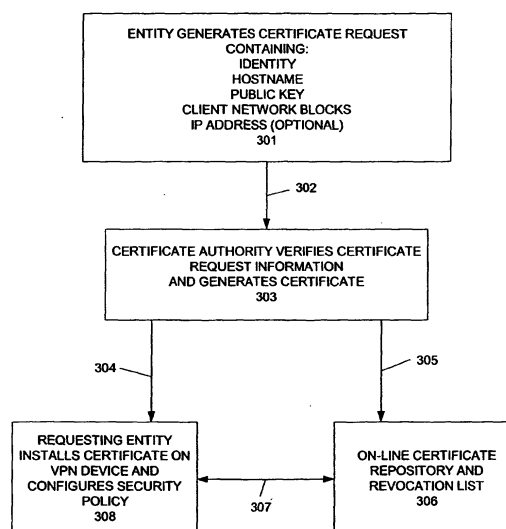 ENTITY GENERATES CERTIFICATE REQUEST
CONTAINING:
IDENTITY
HOSTNAME
PUBLIC KEY
CLIENT NETWORK BLOCKS
IP ADDRESS (OPTIONAL)
301
302
CERTIFICATE AUTHORITY VERIFIES CERTIFICATE
REQUEST INFORMATION
AND GENERATES CERTIFICATE
303
304
305
REQUESTING ENTITY
INSTALLS CERTIFICATE ON
VPN DEVICE AND
CONFIGURES SECURITY
POLICY
308
307
ON-LINE CERTIFICATE
REPOSITORY AND
REVOCATION LIST
306